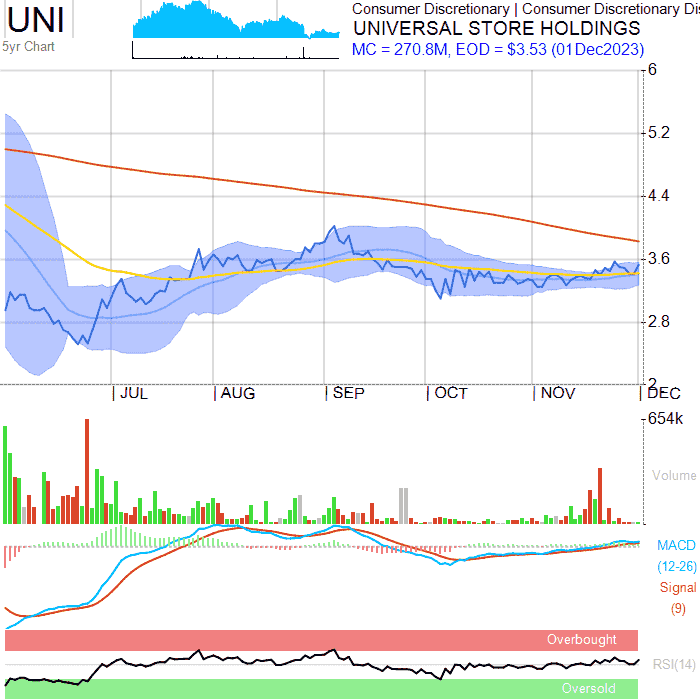 UNI
5yr Chart
Consumer Discretionary | Consumer Discretionary Dis
UNIVERSAL STORE HOLDINGS
MC = 270.8M, EOD = $3.53 (01Dec2023)
6
5.2
4.4
3.6
2.8
2
JUL AUG SEP OCT NOV DEC
654k
Volume
MACD
(12-26)
Signal
(9)
Overbought
RSI(14)
Oversold